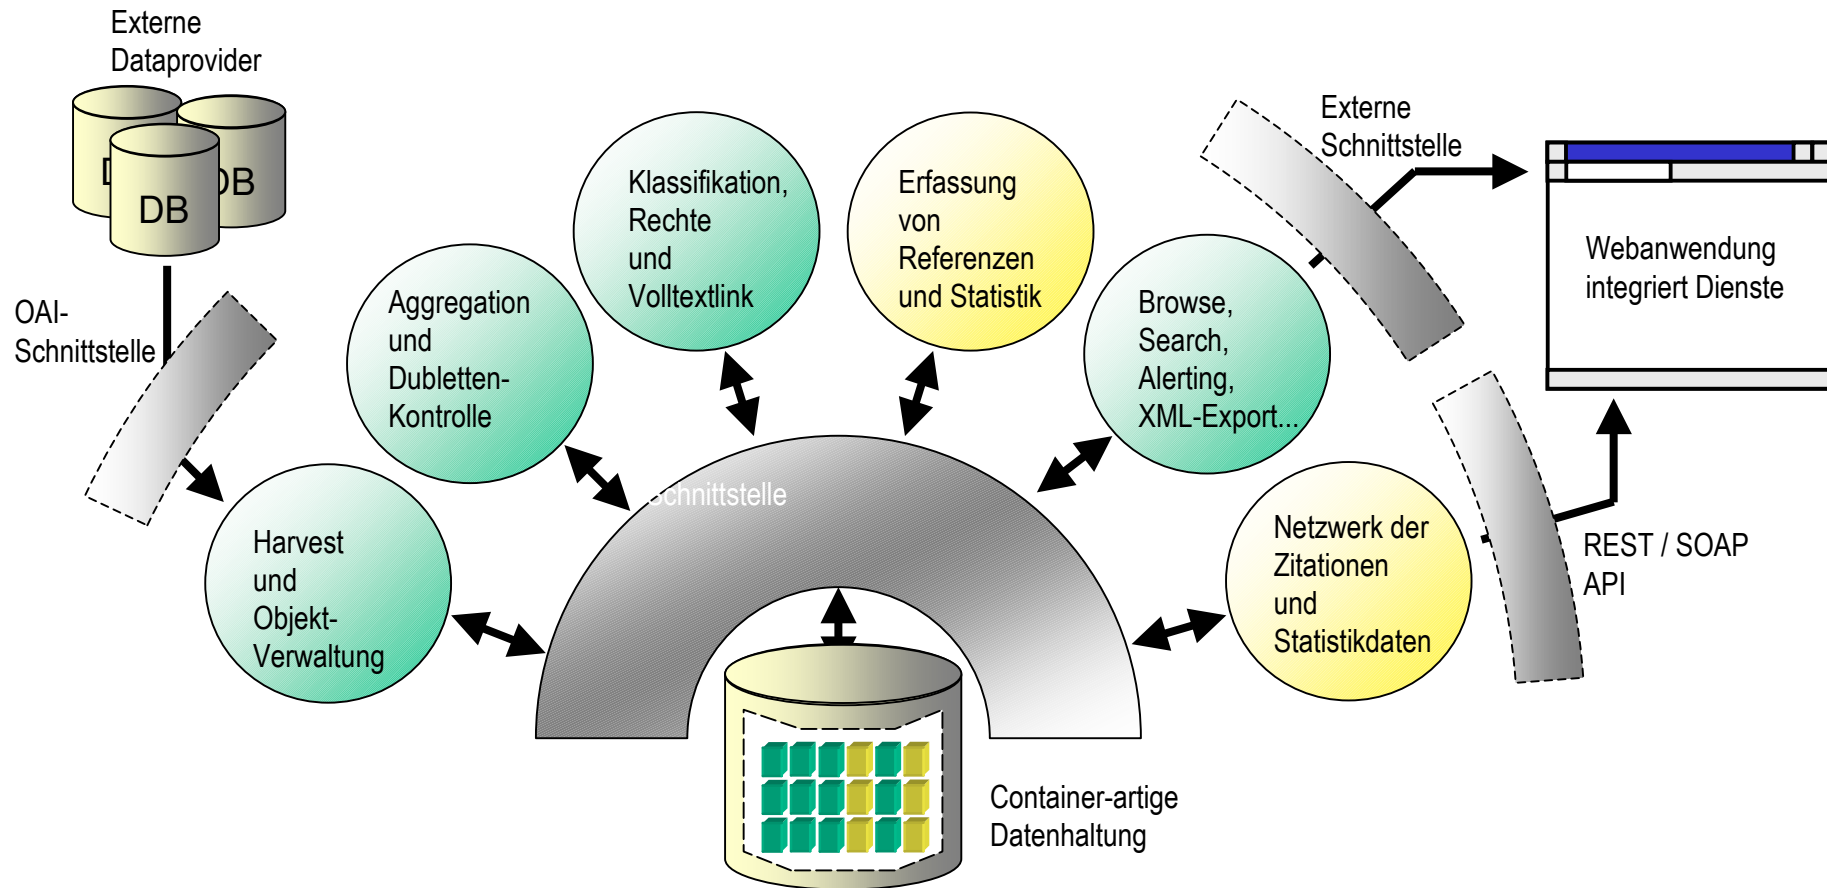 Externe
Dataprovider
DB
DB
DB
OAI-
Schnittstelle
Harvest
und
Objekt-
Verwaltung
Aggregation
und
Dubletten-
Kontrolle
Klassifikation,
Rechte
und
Volltextlink
Erfassung
von
Referenzen
und Statistik
Browse,
Search,
Alerting,
XML-Export...
Netzwerk der
Zitationen
und
Statistikdaten
Schnittstelle
Externe
Schnittstelle
Webanwendung
integriert Dienste
REST / SOAP
API
Container-artige
Datenhaltung